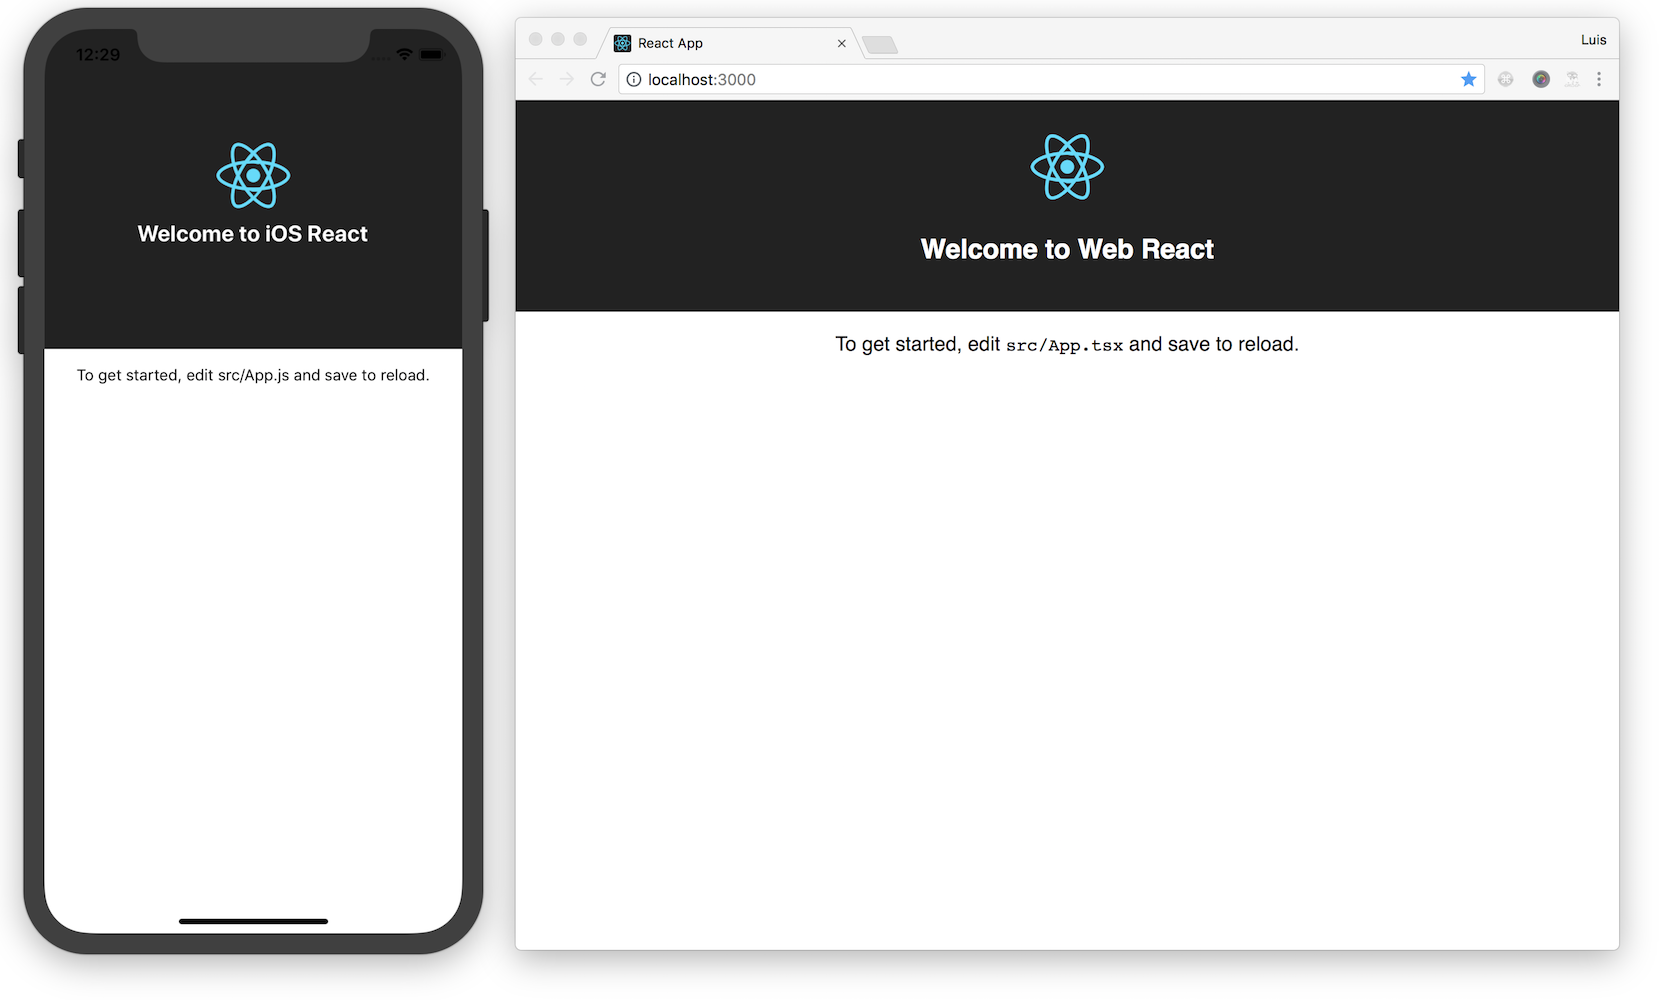 12:29
Welcome to iOS React
To get started, edit src/App.js and save to reload.
React App
Luis
localhost:3000
Welcome to Web React
To get started, edit src/App.tsx and save to reload.